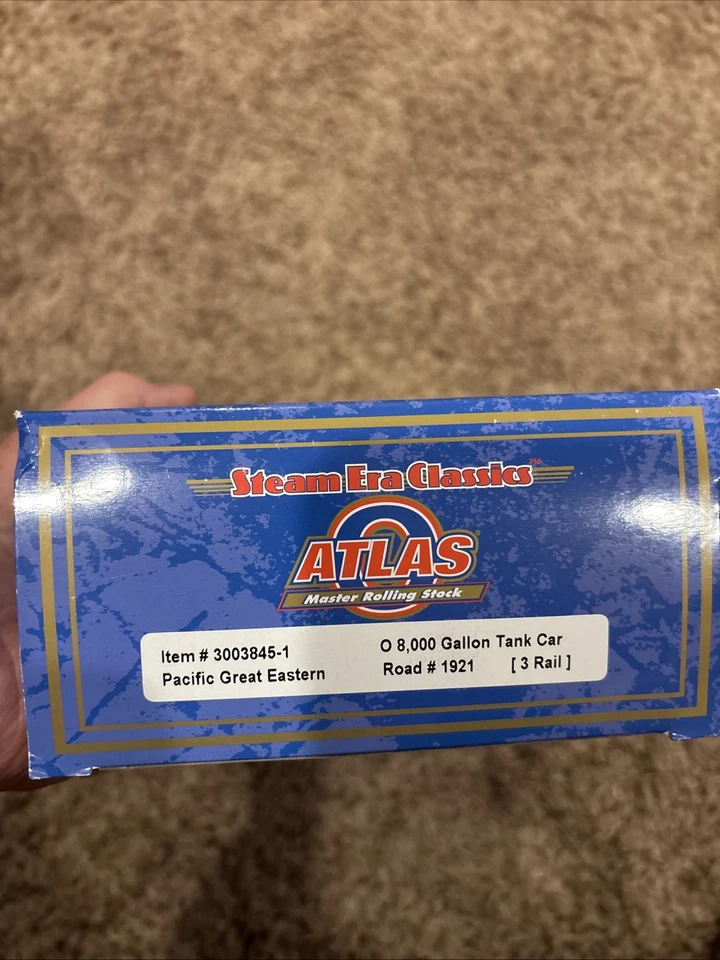 Steam Era Classics™
ATLAS®
Master Rolling Stock
Item # 3003845-1
Pacific Great Eastern
O 8,000 Gallon Tank Car
Road # 1921 [ 3 Rail ]